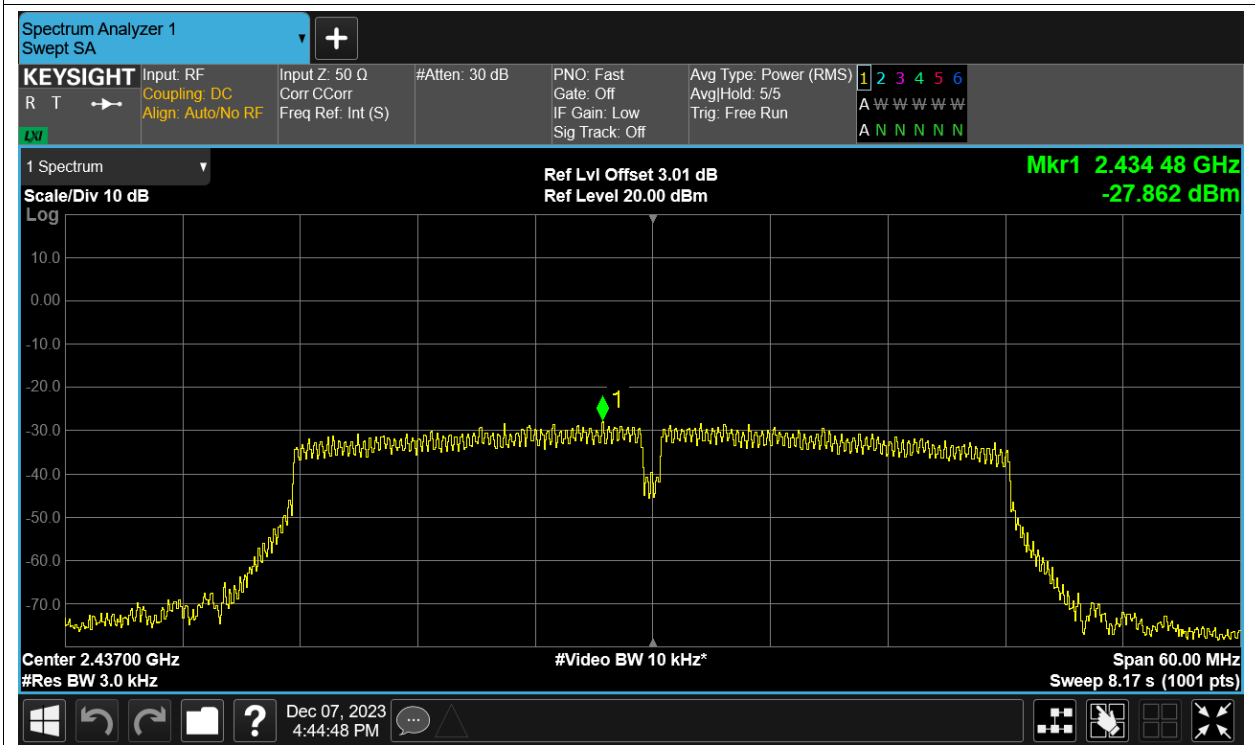 Spectrum Analyzer 1
Swept SA
KEYSIGHT
R T
LXI
Input: RF
Coupling: DC
Align: Auto/No RF
Input Z: 50 Ω
Corr CCorr
Freq Ref: Int (S)
#Atten: 30 dB
PNO: Fast
Gate: Off
IF Gain: Low
Sig Track: Off
Avg Type: Power (RMS)
Avg|Hold: 5/5
Trig: Free Run
1 2 3 4 5 6
A W W W W W
A N N N N N
1 Spectrum
Scale/Div 10 dB
Log
Ref Lvl Offset 3.01 dB
Ref Level 20.00 dBm
Mkr1 2.434 48 GHz
-27.862 dBm
10.0
0.00
-10.0
-20.0
1
-30.0
-40.0
-50.0
-60.0
-70.0
Center 2.43700 GHz
#Res BW 3.0 kHz
#Video BW 10 kHz*
Span 60.00 MHz
Sweep 8.17 s (1001 pts)
?
Dec 07, 2023
4:44:48 PM